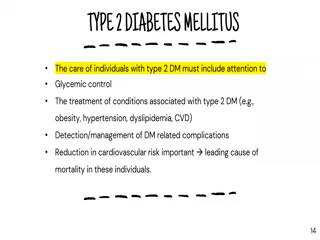 TYPE 2 DIABETES MELLITUS
• The care of individuals with type 2 DM must include attention to
• Glycemic control
• The treatment of conditions associated with type 2 DM (e.g.,
obesity, hypertension, dyslipidemia, CVD)
• Detection/management of DM related complications
• Reduction in cardiovascular risk important → leading cause of
mortality in these individuals.
14